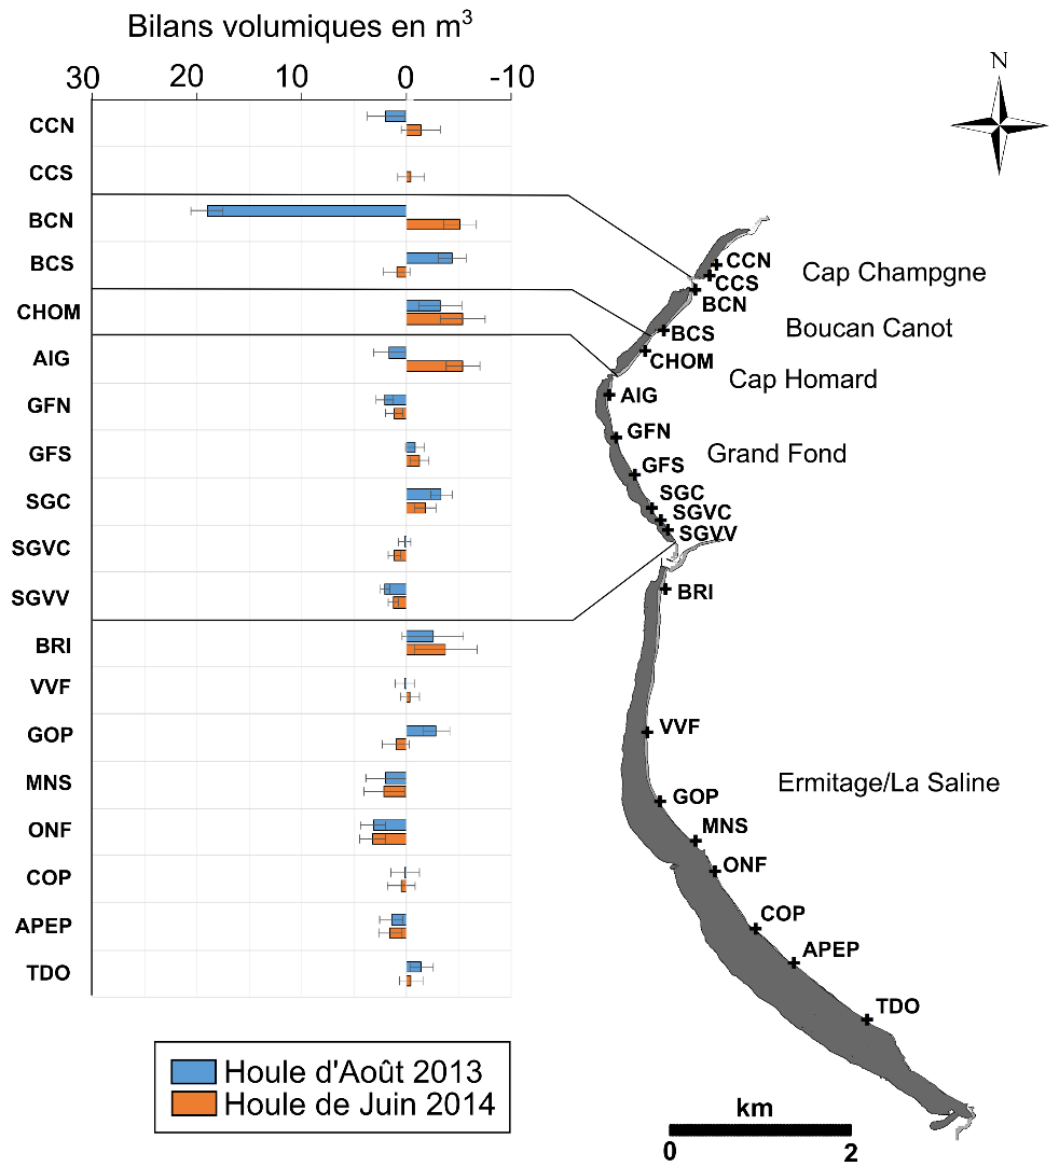 Bilans volumiques en m³
30 20 10 0 -10
CCN
CCS
BCN
BCS
CHOM
AIG
GFN
GFS
SGC
SGVC
SGVV
BRI
VVF
GOP
MNS
ONF
COP
APEP
TDO
Houle d'Août 2013
Houle de Juin 2014
N
CCN
CCS
BCN
Cap Champgne
BCS
Boucan Canot
CHOM
Cap Homard
AIG
GFN
GFS
Grand Fond
SGC
SGVC
SGVV
BRI
VVF
Ermitage/La Saline
GOP
MNS
ONF
COP
APEP
TDO
km
0 2